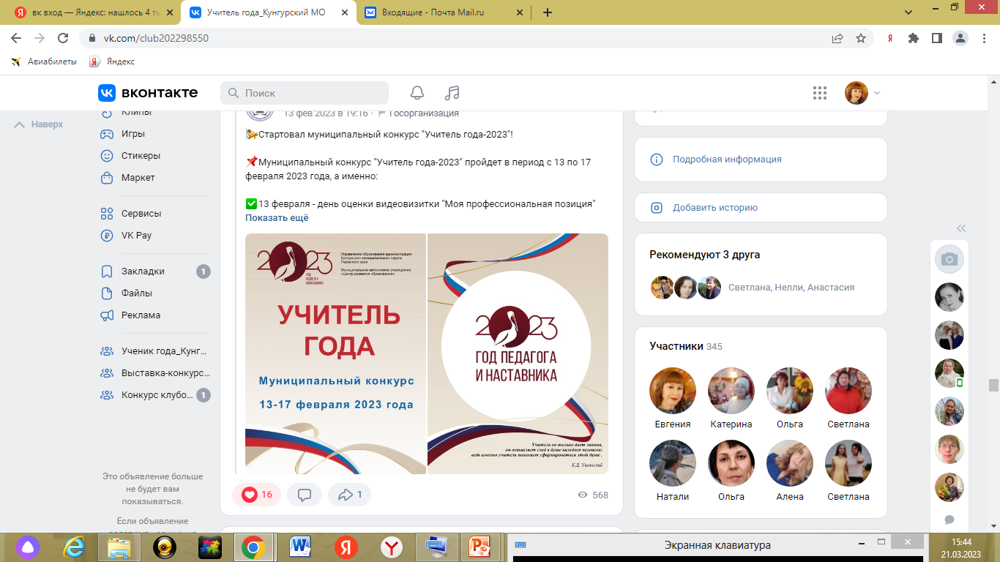 вк вход — Яндекс: нашлось 4 ты
Учитель года_Кунгурский МО
Входящие - Почта Mail.ru
vk.com/club202298550
Авиабилеты
Яндекс
вконтакте
Поиск
Наверх
Клипы
Игры
Стикеры
Маркет
Сервисы
VK Pay
Закладки 1
Файлы
Реклама
Ученик года_Кунг...
Выставка-конкурс...
Конкурс клубо... 1
Это объявление больше
не будет вам
показываться.
Если объявление
13 фев 2023 в 19:16 · Госорганизация
Стартовал муниципальный конкурс "Учитель года-2023"!
Муниципальный конкурс "Учитель года-2023" пройдет в период с 13 по 17
февраля 2023 года, а именно:
13 февраля - день оценки видеовизитки "Моя профессиональная позиция"
Показать ещё
2023
ГОД
ПЕДАГОГА
И НАСТАВНИКА
Управление образования администрации
Кунгурского муниципального округа
Пермского края
Муниципальное автономное учреждение
«Центр развития образования»
УЧИТЕЛЬ
ГОДА
Муниципальный конкурс
13-17 февраля 2023 года
2023
ГОД ПЕДАГОГА
И НАСТАВНИКА
Учитель не только дает знания,
он оставляет след в душе каждого человека:
ведь именно учитель помогает сформироваться этой душе.
К.Д. Ушинский
16
1
568
Подробная информация
Добавить историю
Рекомендуют 3 друга
Светлана, Нелли, Анастасия
Участники 345
Евгения
Катерина
Ольга
Светлана
Натали
Ольга
Алена
Светлана
Экранная клавиатура
15:44
21.03.2023